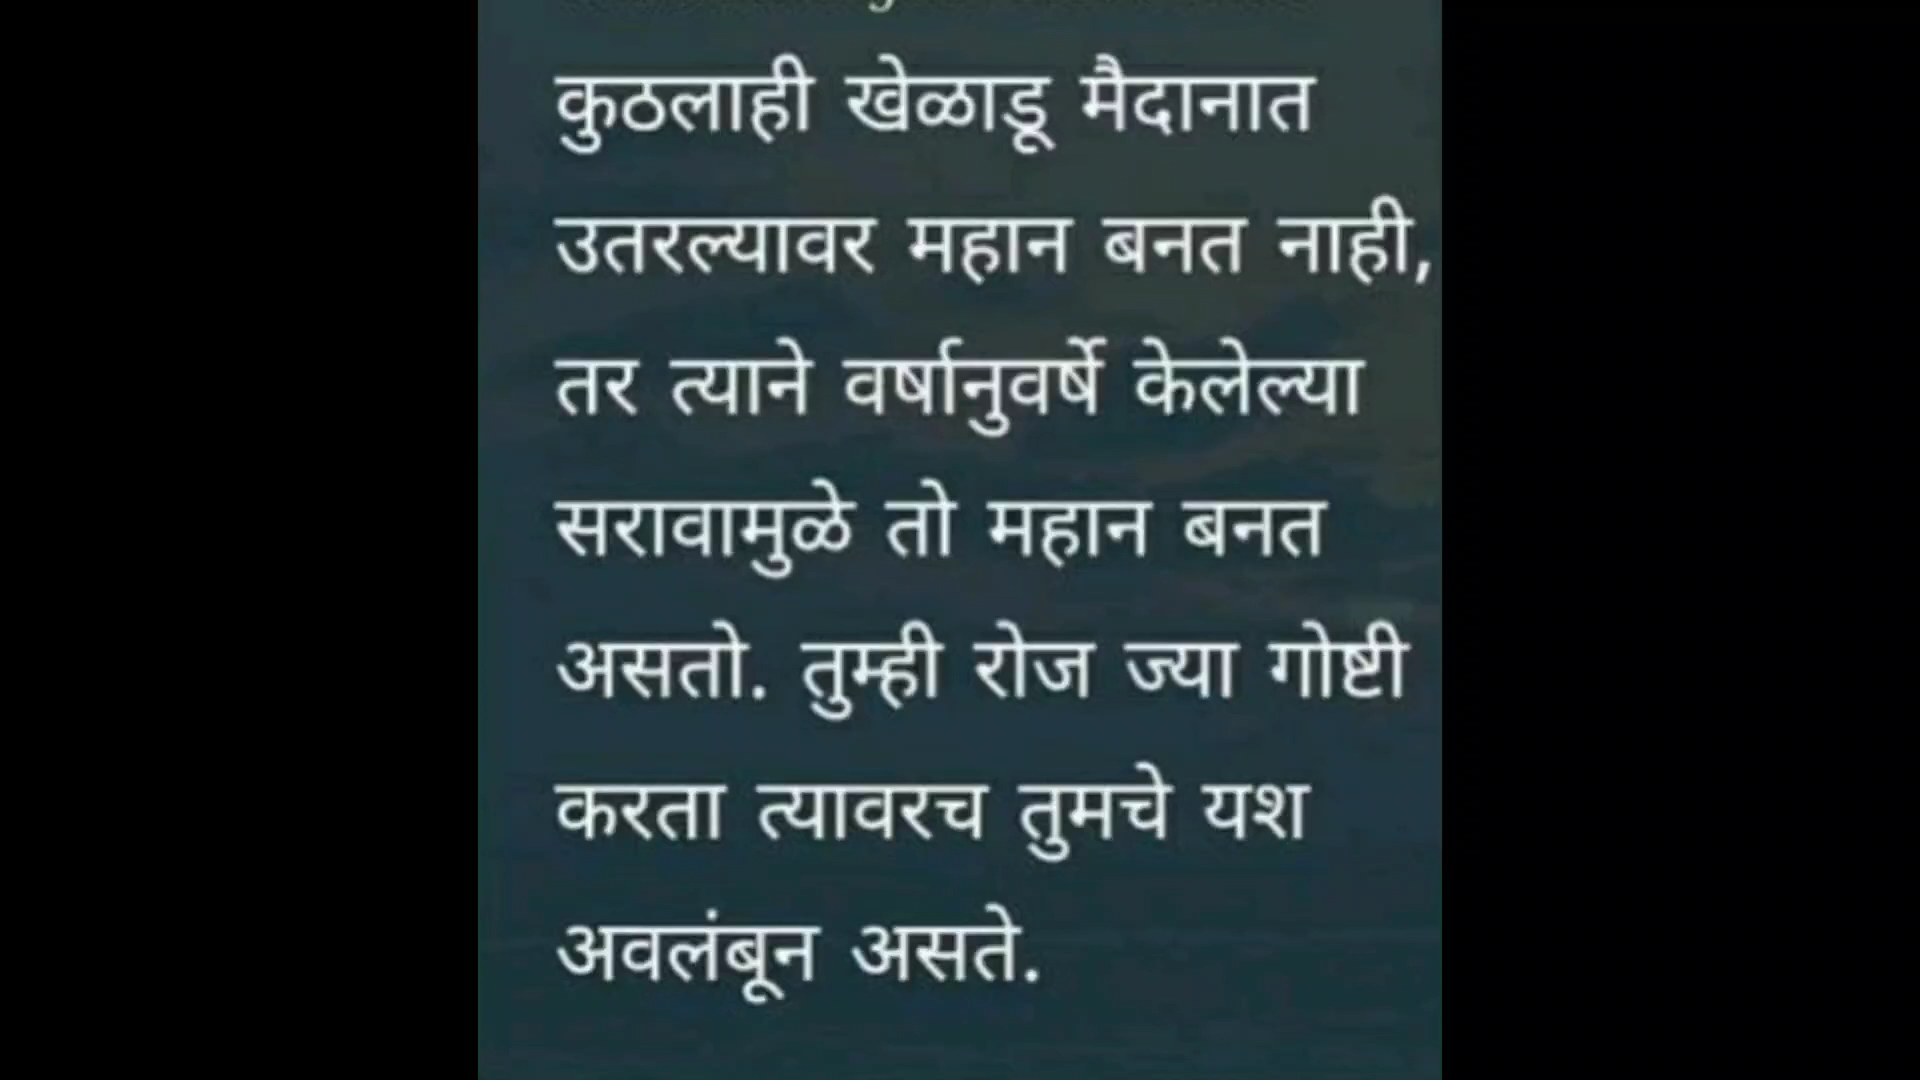 कुठलाही खेळाडू मैदानात
उतरल्यावर महान बनत नाही,
तर त्याने वर्षानुवर्षे केलेल्या
सरावामुळे तो महान बनत
असतो. तुम्ही रोज ज्या गोष्टी
करता त्यावरच तुमचे यश
अवलंबून असते.